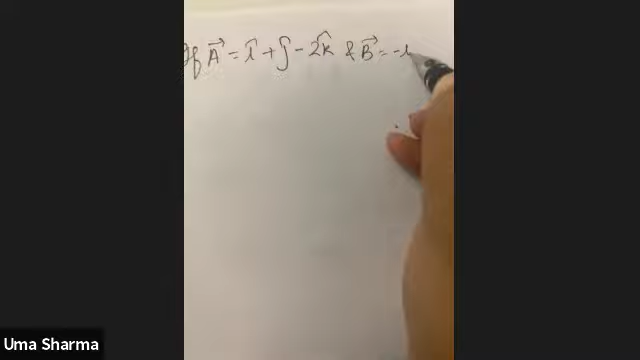 If A⃗ = î + ĵ - 2k̂ & B⃗ = -i
Uma Sharma